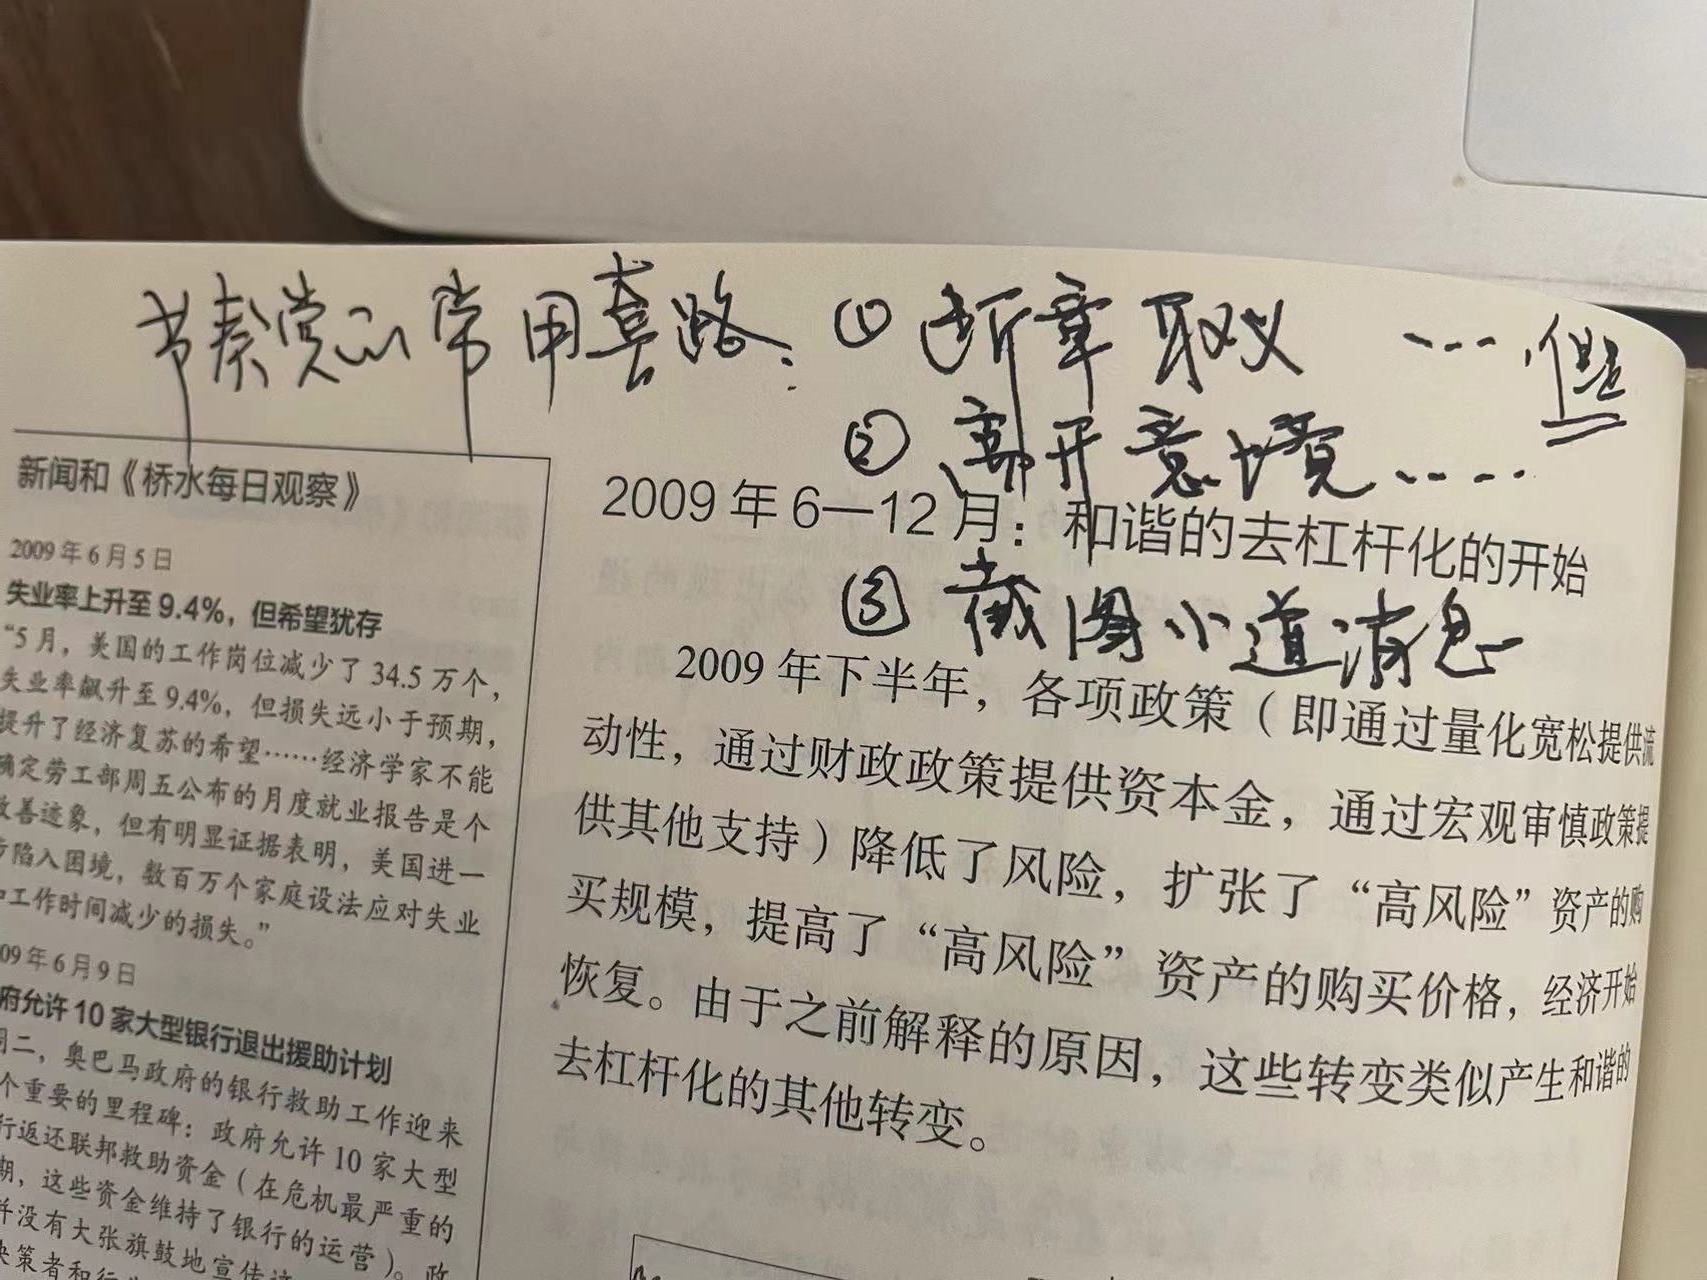 节奏党的常用套路：① 断章取义 ……，但是
② 离开意境……
③ 截图小道消息
新闻和《桥水每日观察》
2009年6月5日
失业率上升至9.4%，但希望犹存
“5月，美国的工作岗位减少了34.5万个，
失业率飙升至9.4%，但损失远小于预期，
提升了经济复苏的希望……经济学家不能
确定劳工部周五公布的月度就业报告是个
改善迹象，但有明显证据表明，美国进一
步陷入困境，数百万个家庭设法应对失业
和工作时间减少的损失。”
09年6月9日
府允许10家大型银行退出援助计划
周二，奥巴马政府的银行救助工作迎来
个重要的里程碑：政府允许10家大型
行返还联邦救助资金（在危机最严重的
期，这些资金维持了银行的运营）。政
并没有大张旗鼓地宣传这
决策者和行
2009年6—12月：和谐的去杠杆化的开始
2009年下半年，各项政策（即通过量化宽松提供流
动性，通过财政政策提供资本金，通过宏观审慎政策提
供其他支持）降低了风险，扩张了“高风险”资产的购
买规模，提高了“高风险”资产的购买价格，经济开始
恢复。由于之前解释的原因，这些转变类似产生和谐的
去杠杆化的其他转变。